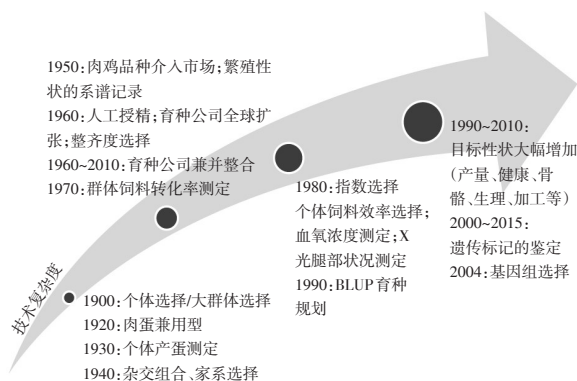 1950:肉鸡品种介入市场;繁殖性
状的系谱记录
1960:人工授精;育种公司全球扩
张;整齐度选择
1960~2010:育种公司兼并整合
1970:群体饲料转化率测定
1990~2010:
目标性状大幅增加
(产量、健康、骨
骼、生理、加工等)
2000~2015:
遗传标记的鉴定
2004:基因组选择
1980:指数选择
个体饲料效率选择;
血氧浓度测定;X
光腿部状况测定
1990:BLUP育种
规划
技术复杂度
1900:个体选择/大群体选择
1920:肉蛋兼用型
1930:个体产蛋测定
1940:杂交组合、家系选择